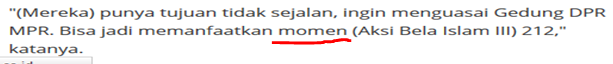 "(Mereka) punya tujuan tidak sejalan, ingin menguasai Gedung DPR
MPR. Bisa jadi memanfaatkan momen (Aksi Bela Islam III) 212,"
katanya.